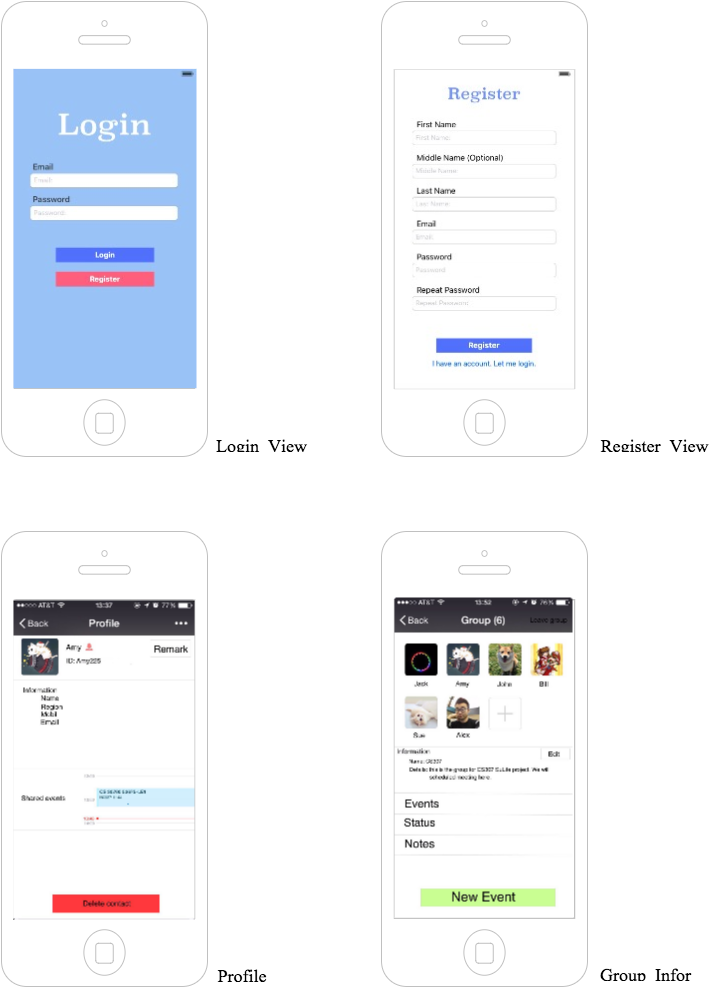 Login
Email
Email:
Password
Password:
Login
Register
Login View
Register
First Name
First Name:
Middle Name (Optional)
Middle Name:
Last Name
Last Name:
Email
Email:
Password
Password
Repeat Password
Repeat Password
Register
I have an account. Let me login.
Register View
AT&T 13:37 77%
Back Profile
Amy Remark
ID: Amy225
Information
Name
Region
Mobil
Email
Shared events
Delete contact
Profile
AT&T 13:52 76%
Back Group (6) Leave group
Jack Amy John Bill
Sue Alex
Information Edit
Name: Cs307
Details: this is the group for CS307 project. We will
scheduled meeting here.
Events
Status
Notes
New Event
Group Infor